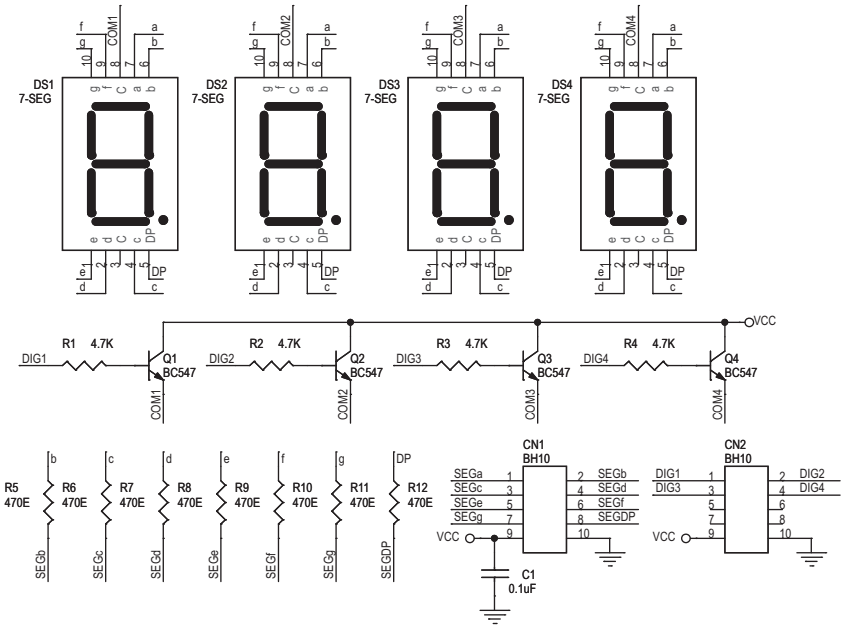 f COM1 a
g b
10 9 8 7 6
DS1
7-SEG
g f C a b
e d C c DP
1 2 3 4 5
e DP
d c
f COM2 a
g b
10 9 8 7 6
DS2
7-SEG
g f C a b
e d C c DP
1 2 3 4 5
e DP
d c
f COM3 a
g b
10 9 8 7 6
DS3
7-SEG
g f C a b
e d C c DP
1 2 3 4 5
e DP
d c
f COM4 a
g b
10 9 8 7 6
DS4
7-SEG
g f C a b
e d C c DP
1 2 3 4 5
e DP
d c
VCC
R1 4.7K
DIG1
Q1
BC547
COM1
R2 4.7K
DIG2
Q2
BC547
COM2
R3 4.7K
DIG3
Q3
BC547
COM3
R4 4.7K
DIG4
Q4
BC547
COM4
b c d e f g DP
R5 R6 R7 R8 R9 R10 R11 R12
470E 470E 470E 470E 470E 470E 470E 470E
SEGb SEGc SEGd SEGe SEGf SEGg SEGDP
CN1
BH10
SEGa 1 2 SEGb
SEGc 3 4 SEGd
SEGe 5 6 SEGf
SEGg 7 8 SEGDP
VCC 9 10
C1
0.1uF
CN2
BH10
DIG1 1 2 DIG2
DIG3 3 4 DIG4
5 6
7 8
VCC 9 10